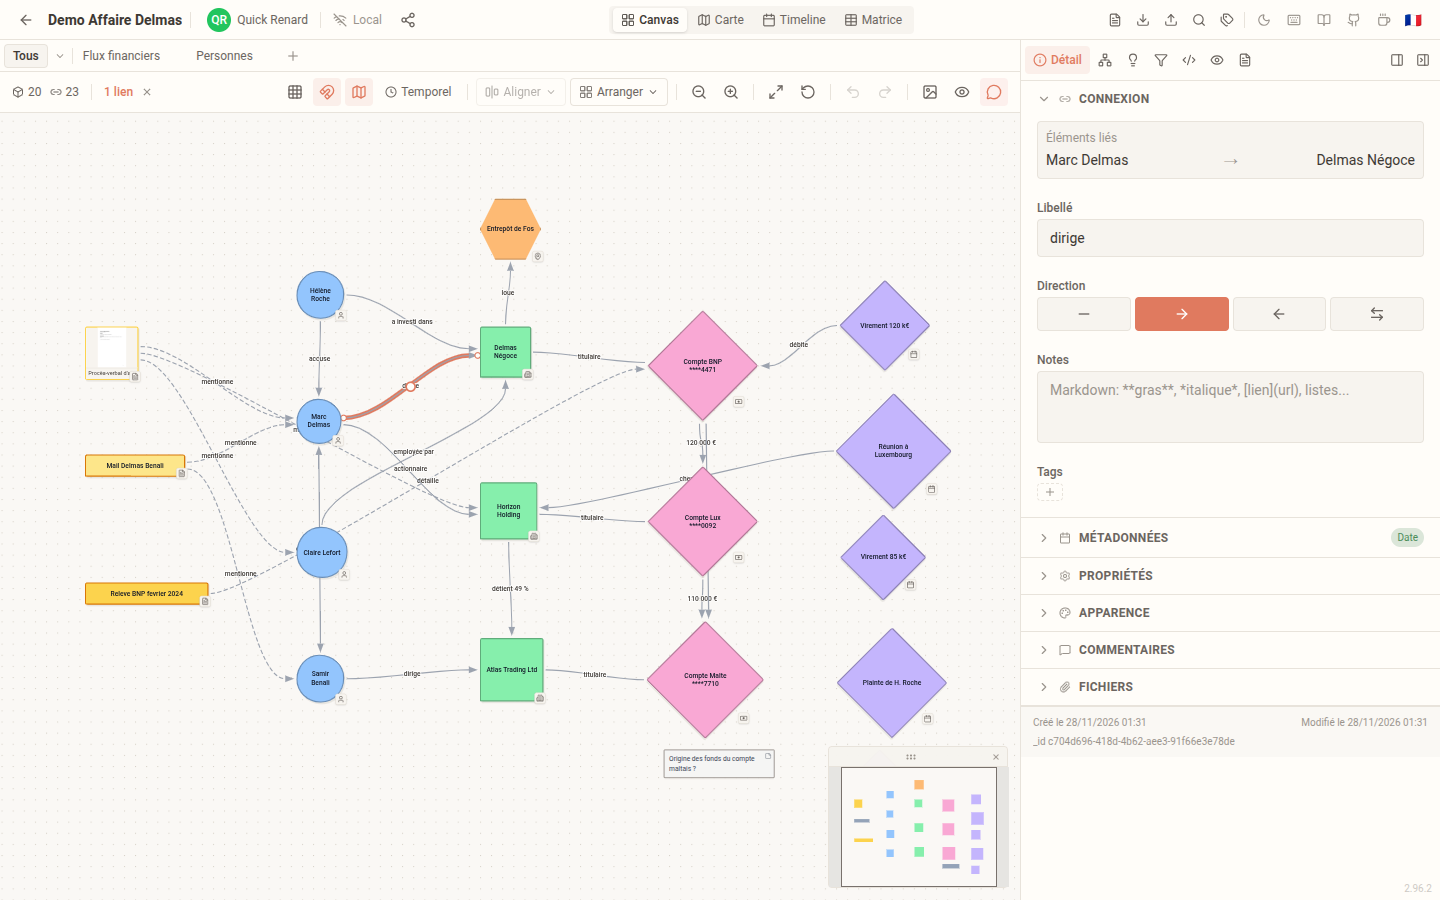 Demo Affaire Delmas
QR Quick Renard
Local
Canvas
Carte
Timeline
Matrice
Tous
Flux financiers
Personnes
20
23
1 lien
Temporel
Aligner
Arranger
Entrepôt de Fos
loue
Hélène
Roche
a investi dans
Delmas
Négoce
titulaire
accuse
mentionne
Marc
Delmas
mentionne
mentionne
Mail Delmas Benali
employée par
actionnaire
détaille
Compte BNP
****4471
débite
Virement 120 k€
120 000 €
Réunion à
Luxembourg
Horizon
Holding
titulaire
Compte Lux
****0092
Claire Lefort
Virement 85 k€
mentionne
Releve BNP fevrier 2024
détient 49 %
110 000 €
Samir
Benali
dirige
Atlas Trading Ltd
titulaire
Compte Malte
****7710
Plainte de H. Roche
Origine des fonds du compte
maltais ?
Détail
CONNEXION
Éléments liés
Marc Delmas → Delmas Négoce
Libellé
dirige
Direction
Notes
Markdown: **gras**, *italique*, [lien](url), listes...
Tags
MÉTADONNÉES
Date
PROPRIÉTÉS
APPARENCE
COMMENTAIRES
FICHIERS
Créé le 28/11/2026 01:31
Modifié le 28/11/2026 01:31
_id c704d696-418d-4b62-aee3-91f66e3e78de
2.96.2